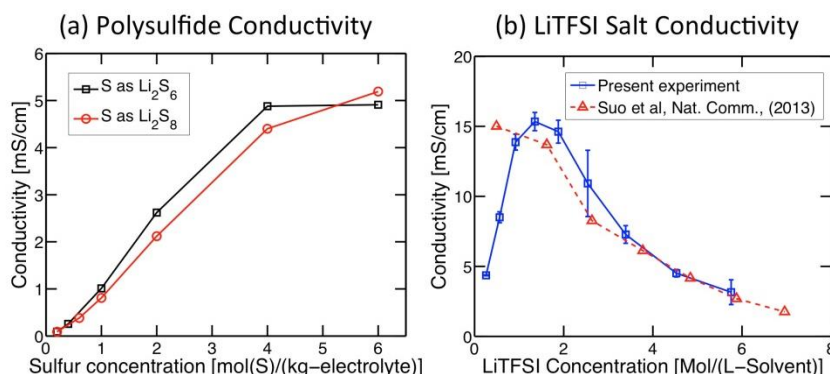 (a) Polysulfide Conductivity
6
5
4
3
2
1
0
Conductivity [mS/cm]
S as Li₂S₆
S as Li₂S₈
0 1 2 3 4 5 6
Sulfur concentration [mol(S)/(kg−electrolyte)]
(b) LiTFSI Salt Conductivity
20
15
10
5
0
Conductivity [mS/cm]
Present experiment
Suo et al, Nat. Comm., (2013)
0 2 4 6 8
LiTFSI Concentration [Mol/(L−Solvent)]